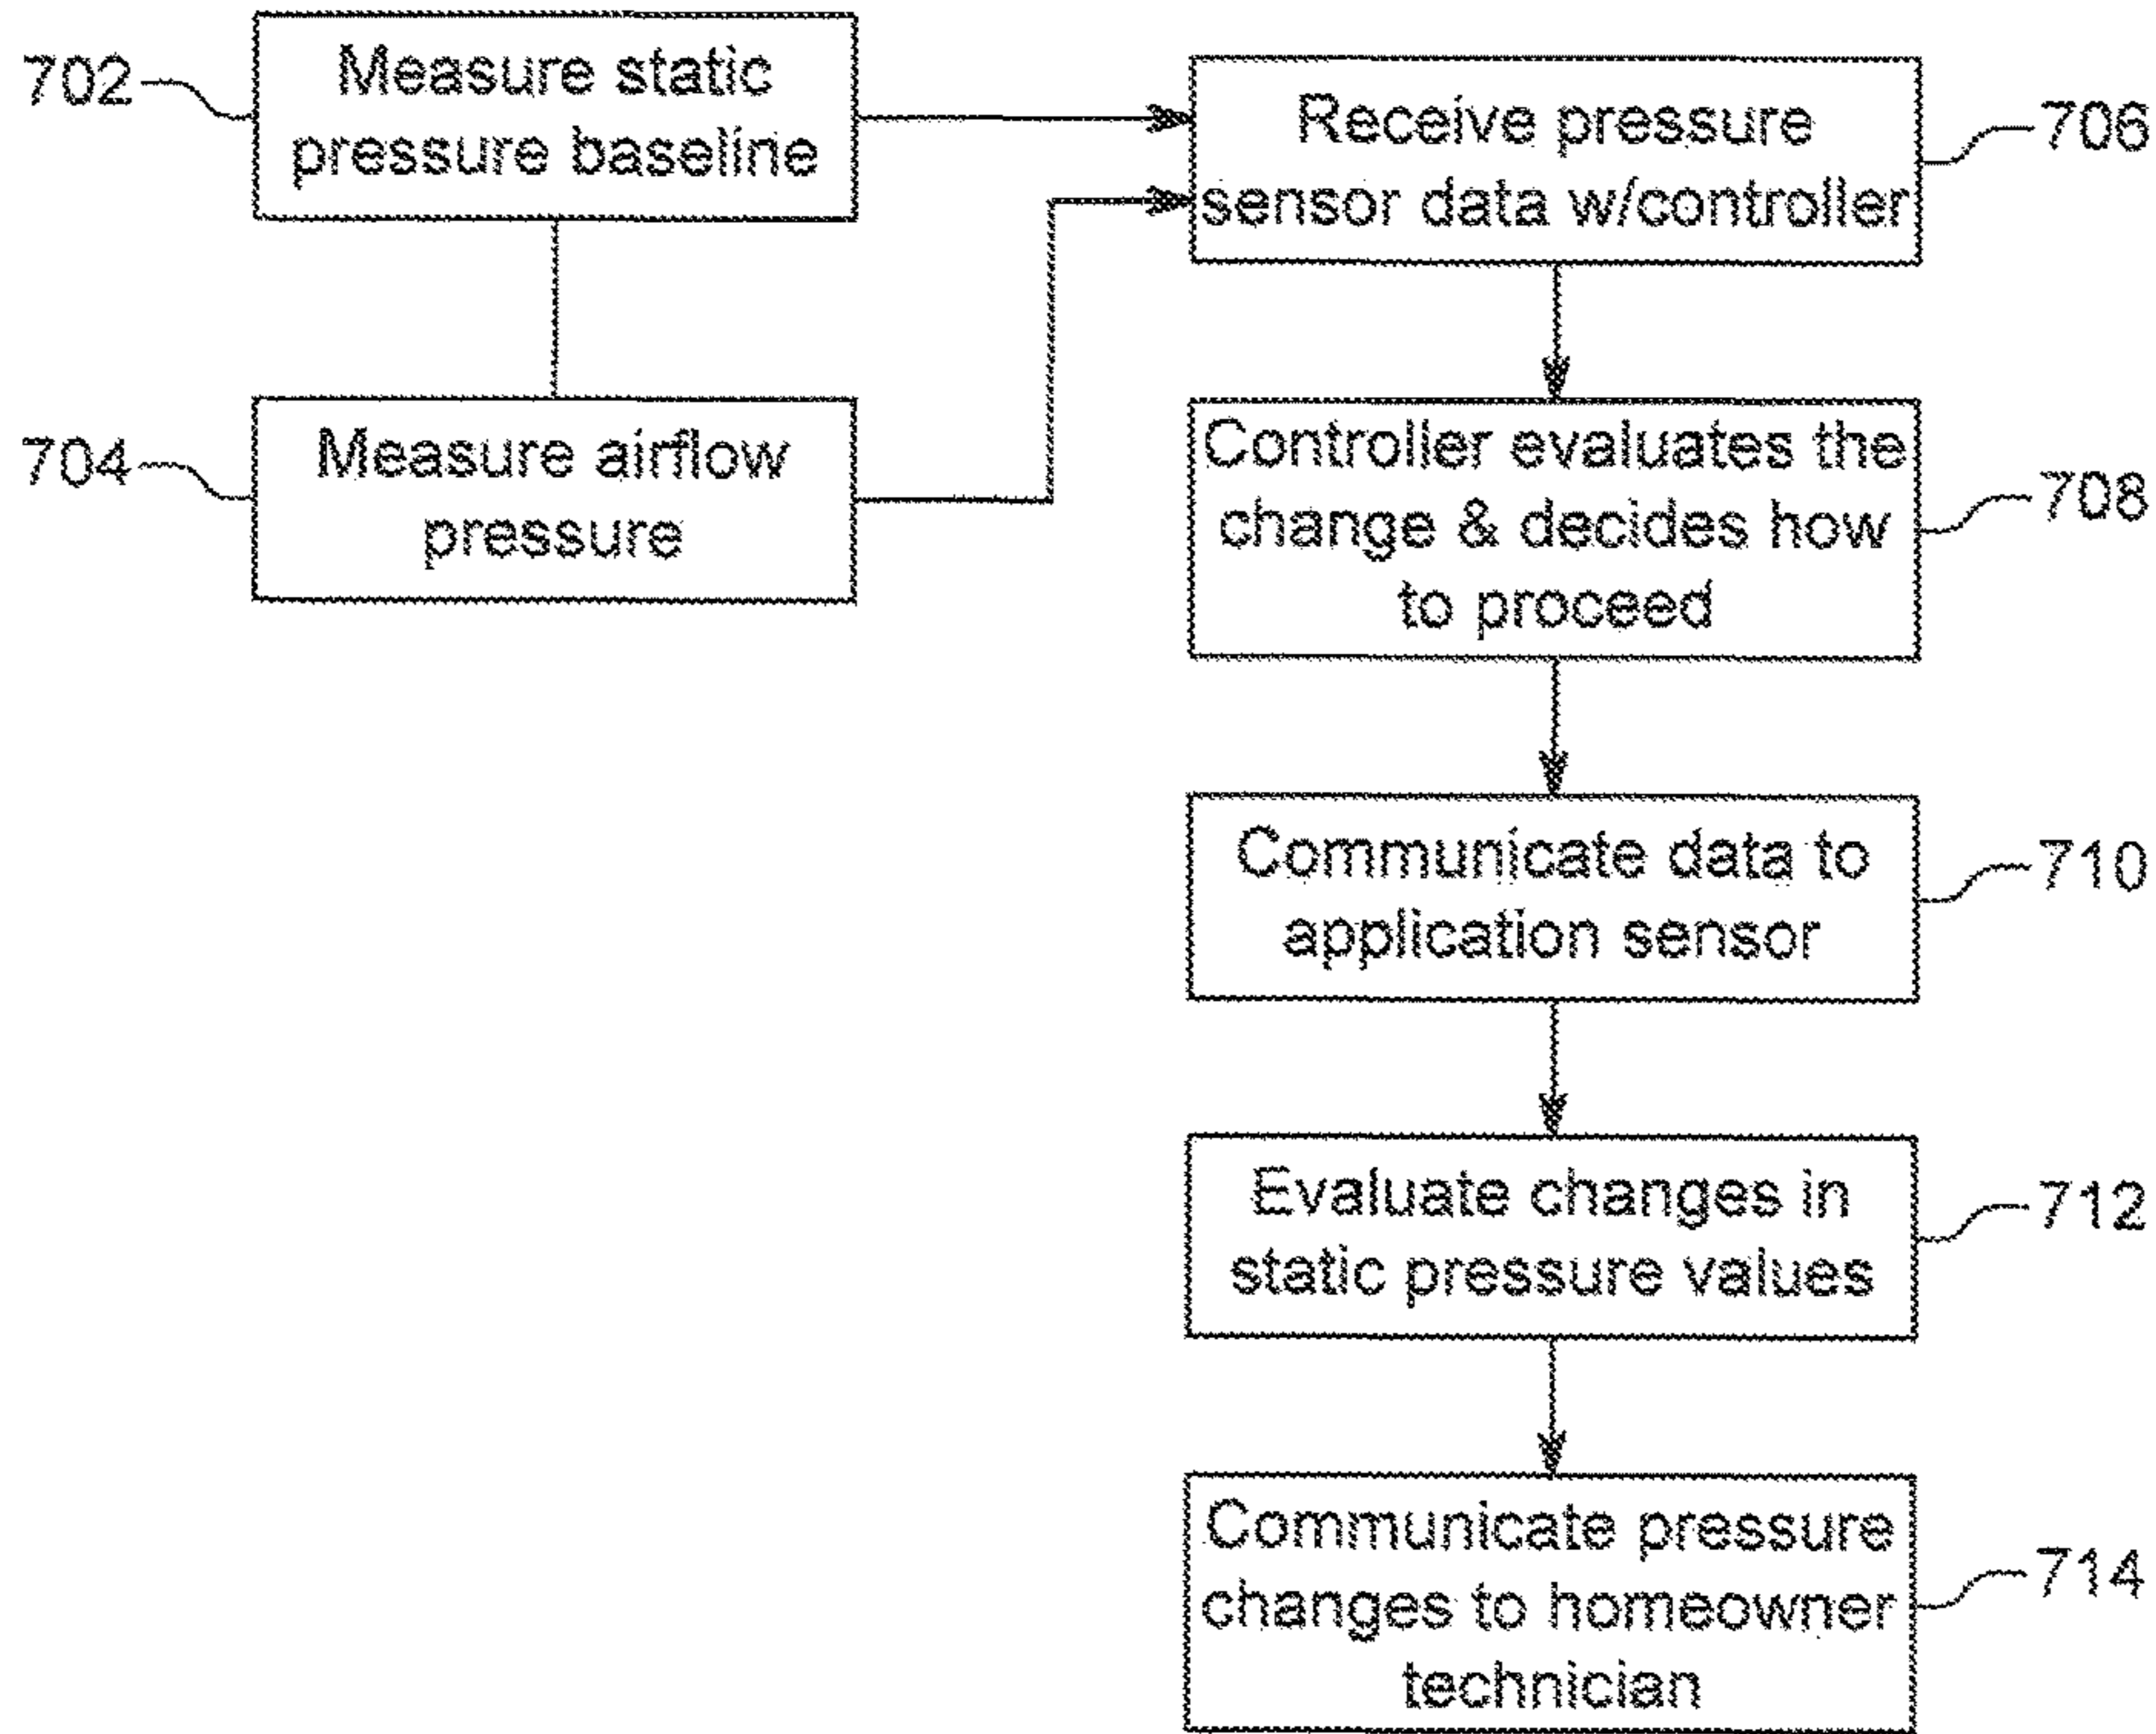 702
Measure static
pressure baseline
704
Measure airflow
pressure
Receive pressure
sensor data w/controller
706
Controller evaluates the
change & decides how
to proceed
708
Communicate data to
application sensor
710
Evaluate changes in
static pressure values
712
Communicate pressure
changes to homeowner
technician
714